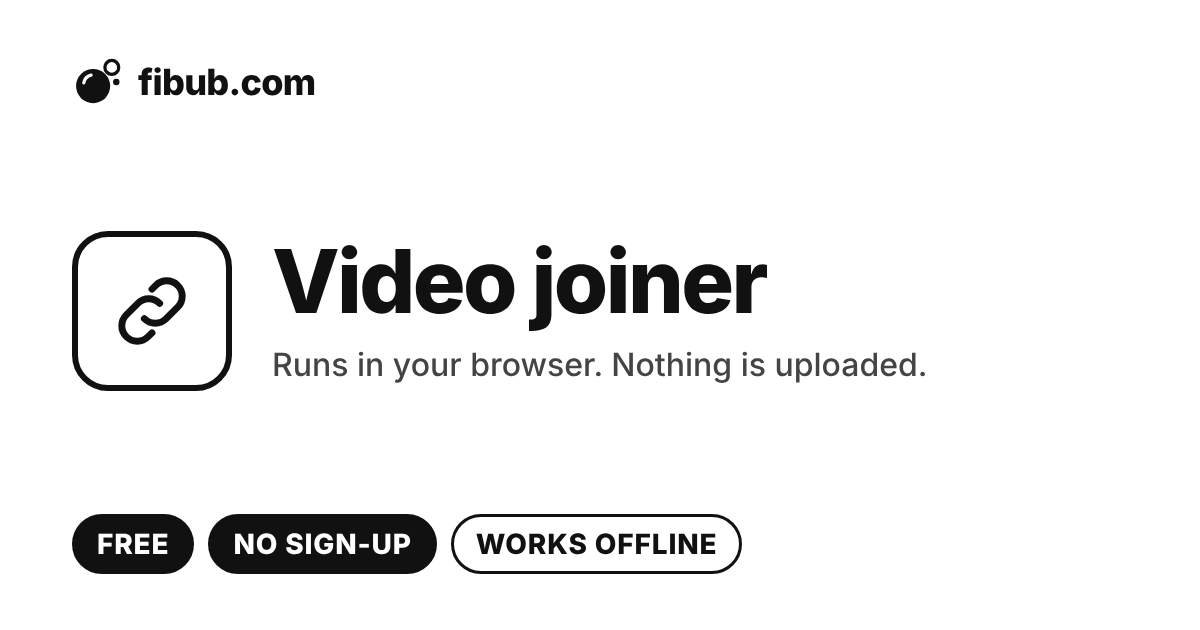 fibub.com
Video joiner
Runs in your browser. Nothing is uploaded.
FREE
NO SIGN-UP
WORKS OFFLINE